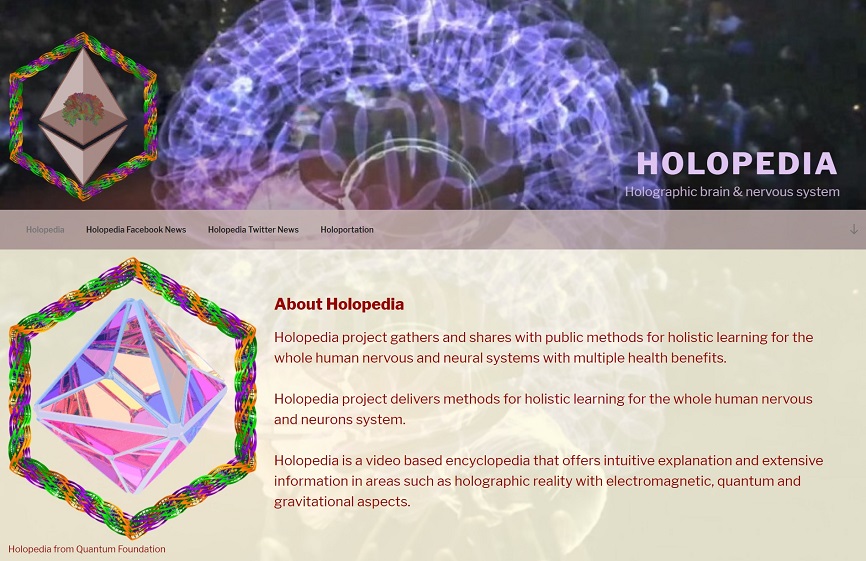 HOLOPEDIA
Holographic brain & nervous system
Holopedia Holopedia Facebook News Holopedia Twitter News Holoportation
About Holopedia
Holopedia project gathers and shares with public methods for holistic learning for the
whole human nervous and neural systems with multiple health benefits.
Holopedia project delivers methods for holistic learning for the whole human nervous
and neurons system.
Holopedia is a video based encyclopedia that offers intuitive explanation and extensive
information in areas such as holographic reality with electromagnetic, quantum and
gravitational aspects.
Holopedia from Quantum Foundation